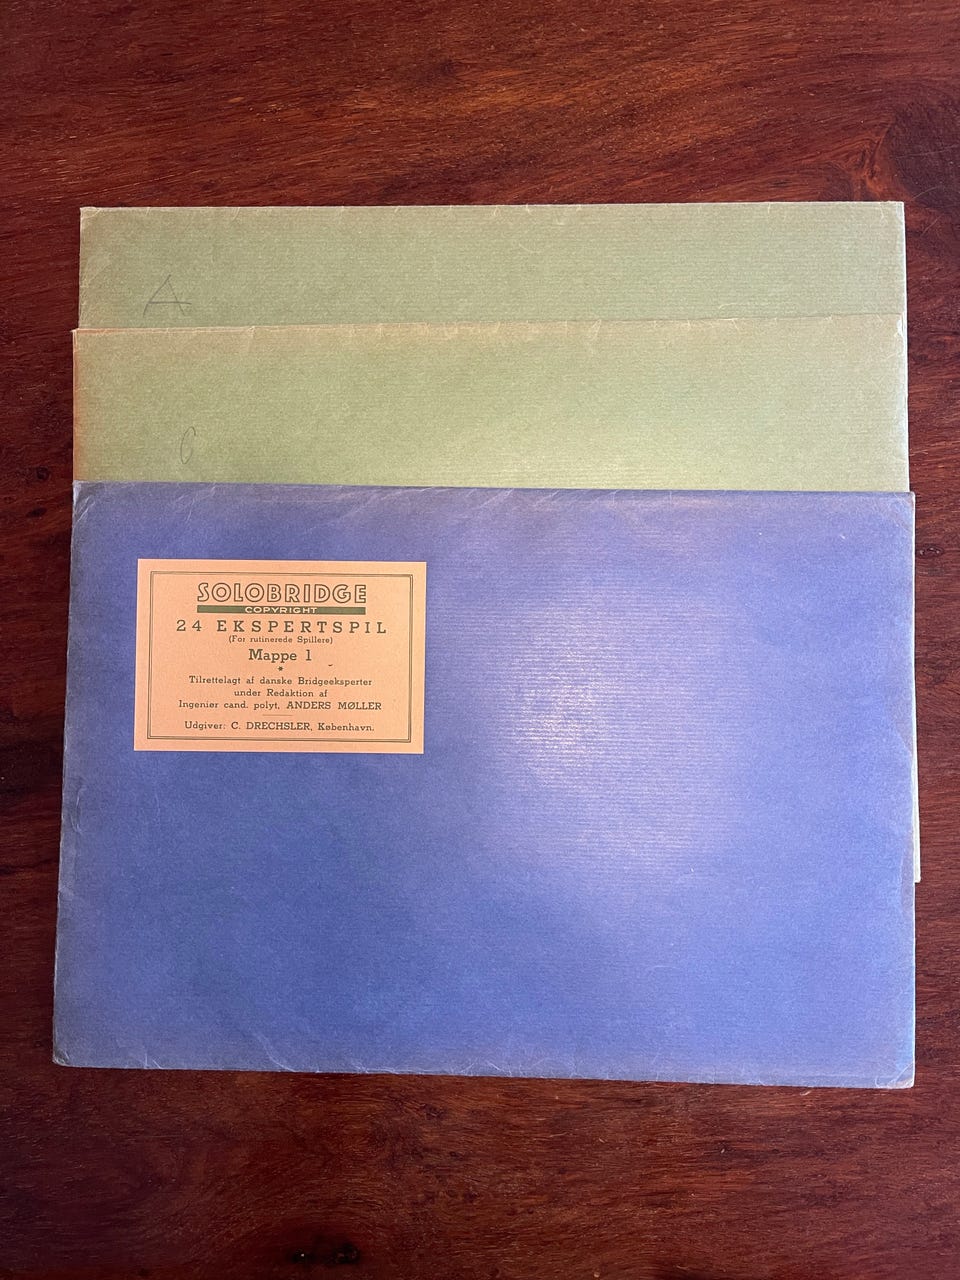 A
C
SOLOBRIDGE
COPYRIGHT
24 EKSPERTSPIL
(For rutinerede Spillere)
Mappe 1
*
Tilrettelagt af danske Bridgeeksperter
under Redaktion af
Ingeniør cand. polyt, ANDERS MØLLER
Udgiver: C. DRECHSLER, København.